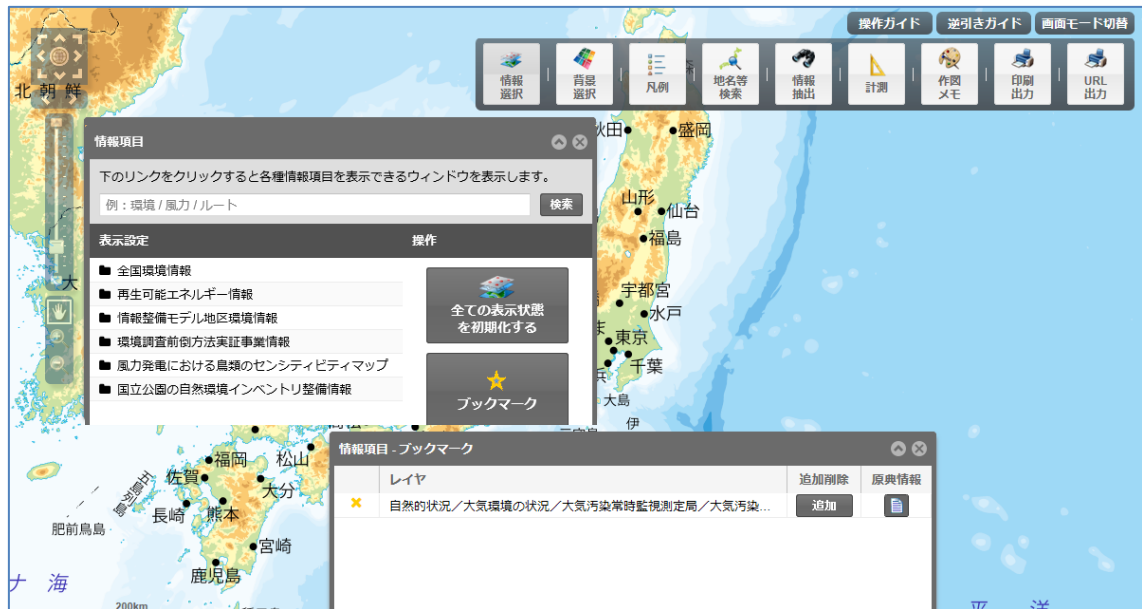 操作ガイド
逆引きガイド
画面モード切替
情報
選択
背景
選択
凡例
地名等
検索
情報
抽出
計測
作図
メモ
印刷
出力
URL
出力
北 朝 鮮
情報項目
下のリンクをクリックすると各種情報項目を表示できるウィンドウを表示します。
例：環境 / 風力 / ルート
検索
表示設定
操作
全国環境情報
再生可能エネルギー情報
情報整備モデル地区環境情報
環境調査前倒方法実証事業情報
風力発電における鳥類のセンシティビティマップ
国立公園の自然環境インベントリ整備情報
全ての表示状態
を初期化する
ブックマーク
大
秋田
盛岡
山形
仙台
福島
宇都宮
水戸
東京
千葉
大島
伊
福岡
松山
佐賀
大分
五島列島
長崎
熊本
肥前鳥島
宮崎
鹿児島
ナ 海
200km
情報項目 - ブックマーク
レイヤ
追加削除
原典情報
自然的状況／大気環境の状況／大気汚染常時監視測定局／大気汚染...
追加
平 洋